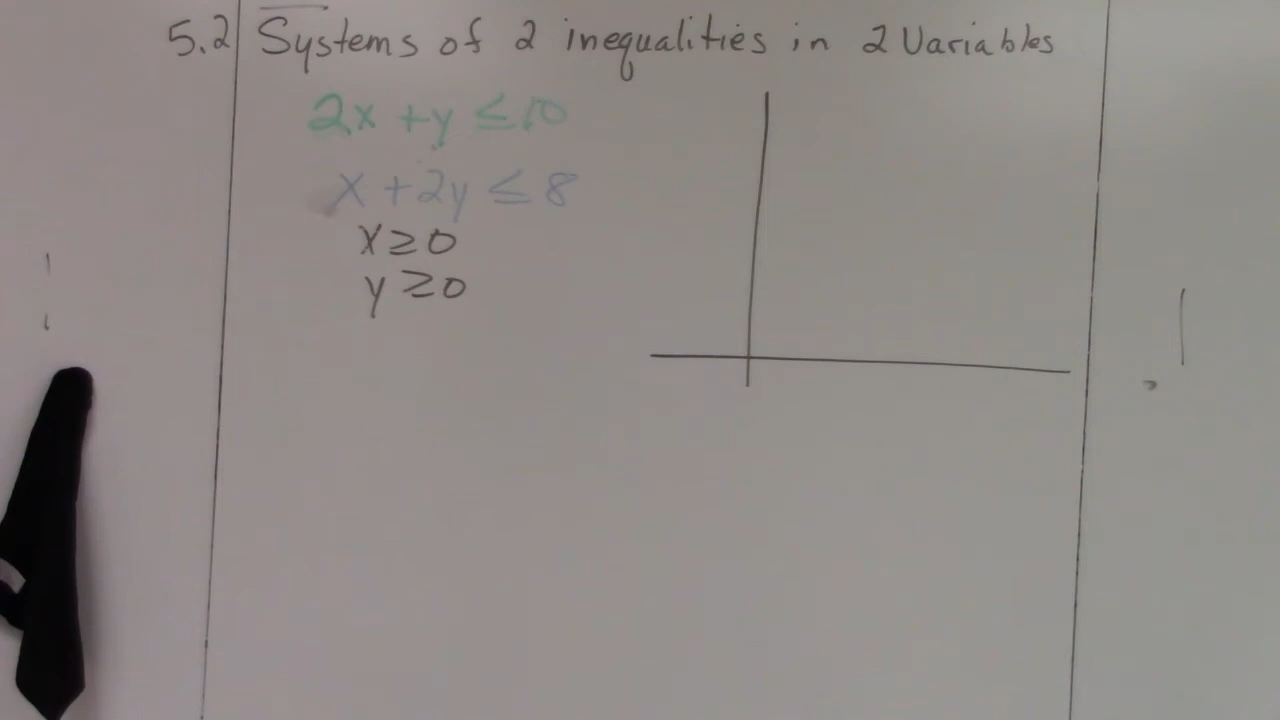 5.2 Systems of 2 inequalities in 2 Variables
2x + y ≤ 10
x + 2y ≤ 8
x ≥ 0
y ≥ 0